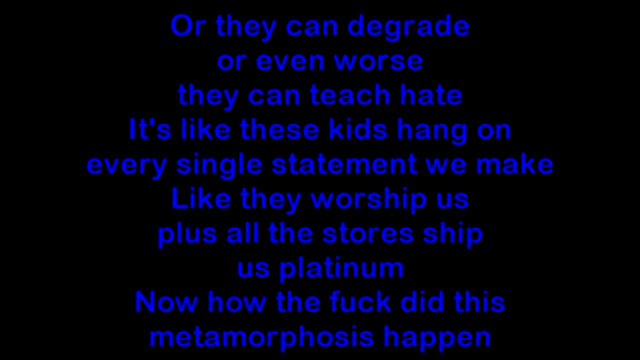 Or they can degrade
or even worse
they can teach hate
It's like these kids hang on
every single statement we make
Like they worship us
plus all the stores ship
us platinum
Now how the fuck did this
metamorphosis happen